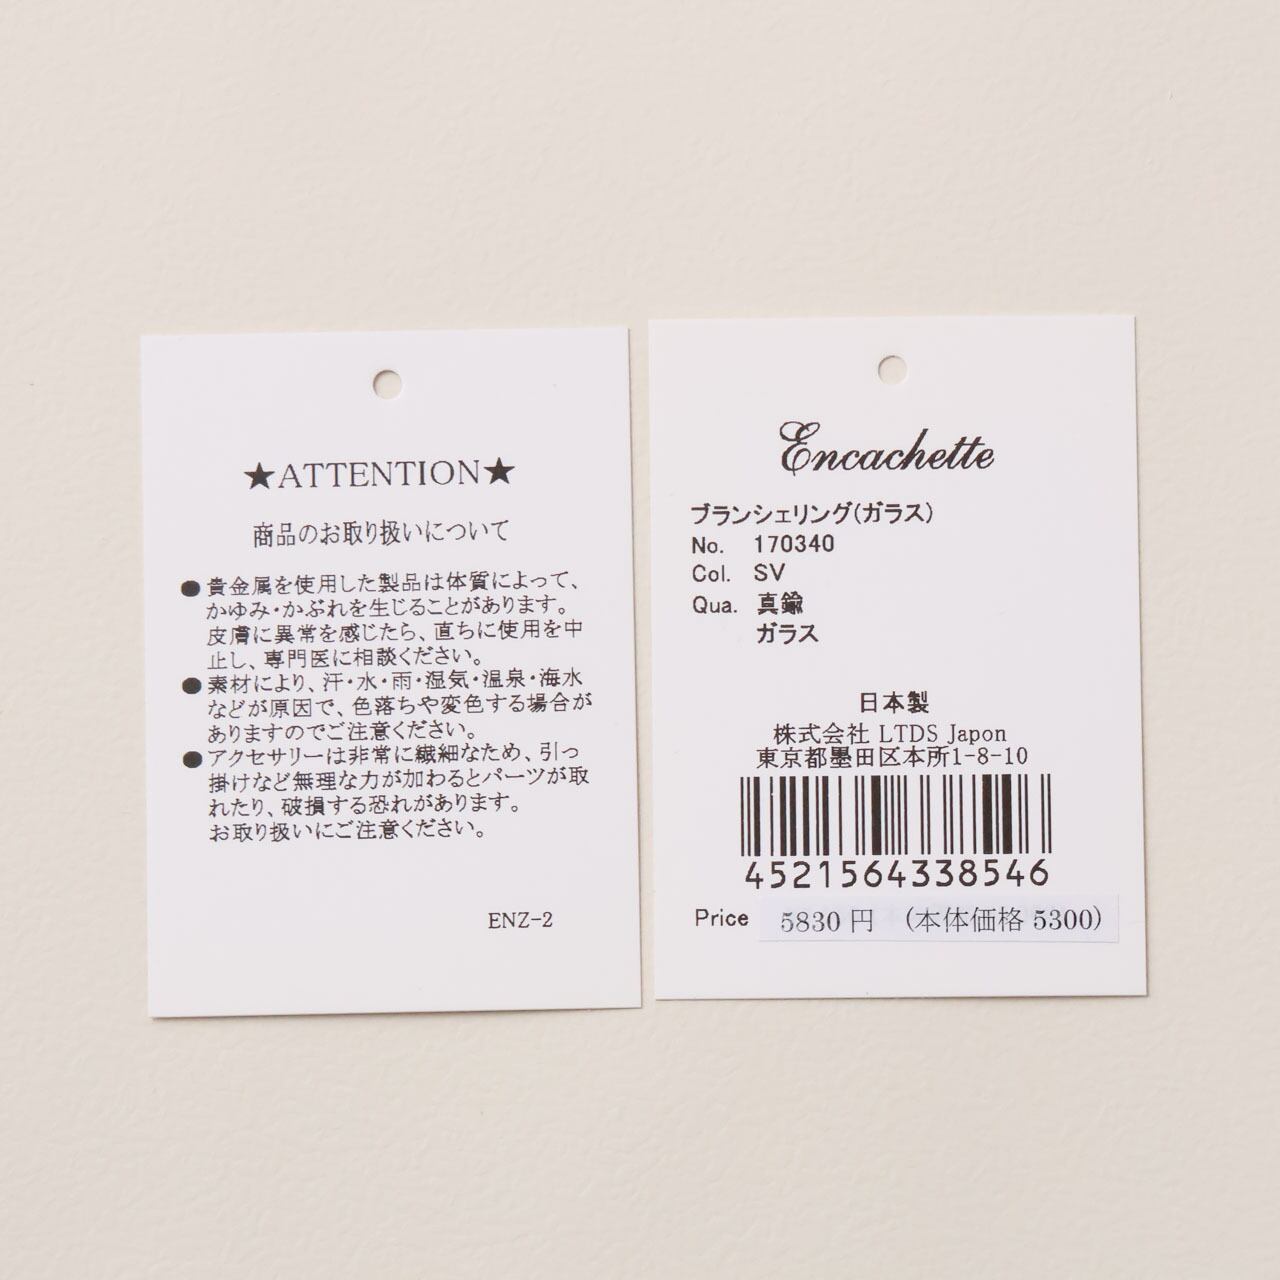 ★ATTENTION★
商品のお取り扱いについて
●貴金属を使用した製品は体質によって、
かゆみ・かぶれを生じることがあります。
皮膚に異常を感じたら、直ちに使用を中
止し、専門医に相談ください。
●素材により、汗・水・雨・湿気・温泉・海水
などが原因で、色落ちや変色する場合が
ありますのでご注意ください。
●アクセサリーは非常に繊細なため、引っ
掛けなど無理な力が加わるとパーツが取
れたり、破損する恐れがあります。
お取り扱いにご注意ください。
ENZ-2
Encachette
ブランシェリング(ガラス)
No. 170340
Col. SV
Qua. 真鍮
ガラス
日本製
株式会社 LTDS Japon
東京都墨田区本所1-8-10
4521564338546
Price 5830 円 (本体価格 5300)